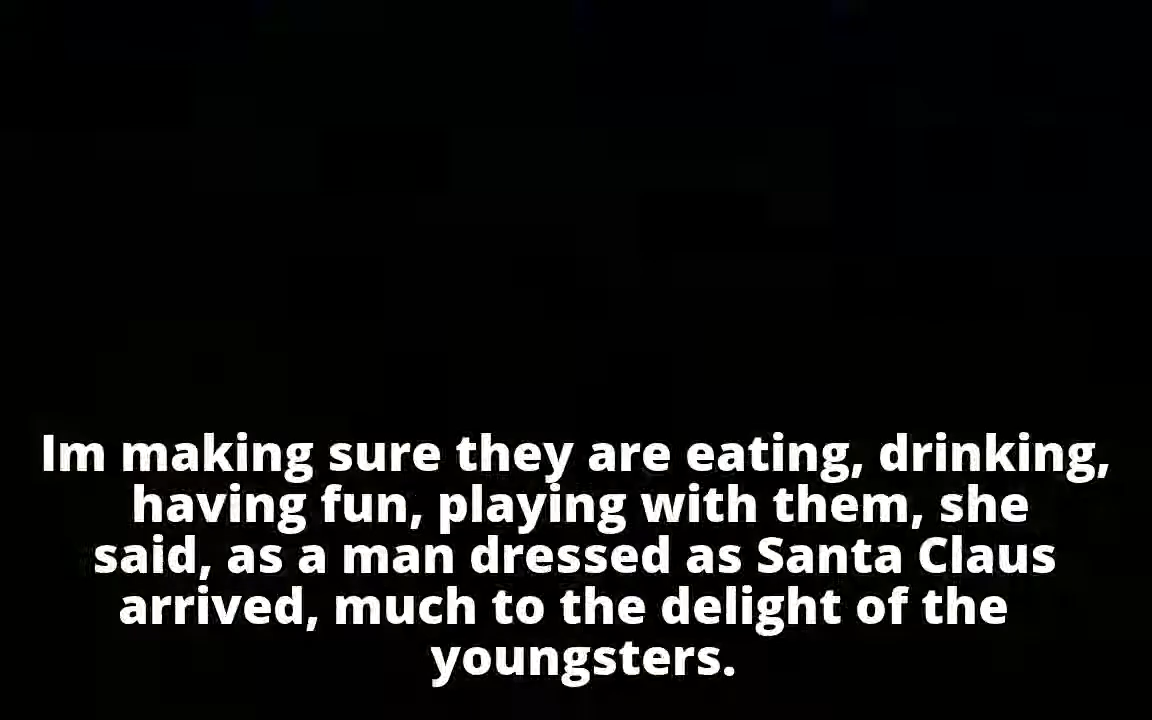 Im making sure they are eating, drinking,
having fun, playing with them, she
said, as a man dressed as Santa Claus
arrived, much to the delight of the
youngsters.